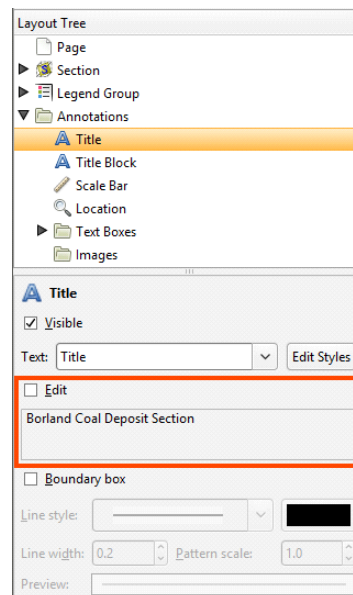 Layout Tree
Page
Section
Legend Group
Annotations
Title
Title Block
Scale Bar
Location
Text Boxes
Images
Title
Visible
Text: Title Edit Styles
Edit
Borland Coal Deposit Section
Boundary box
Line style:
Line width: 0.2 Pattern scale: 1.0
Preview: